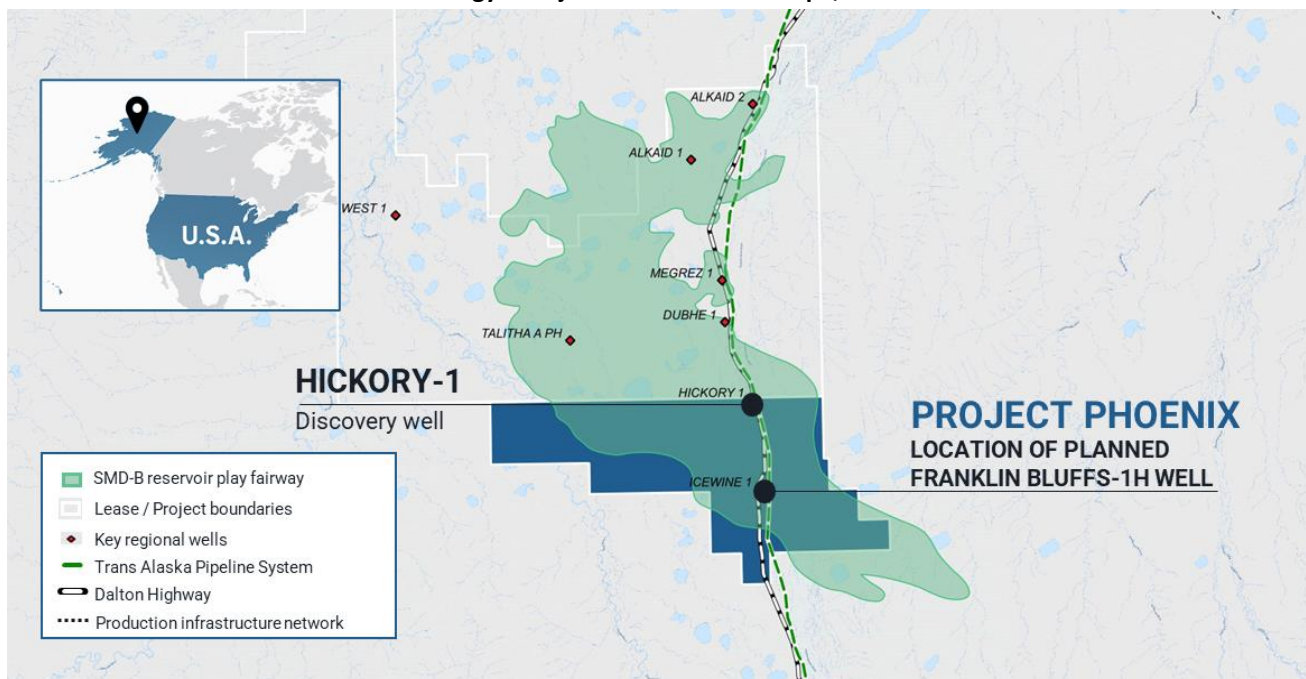 ALKAID 2
ALKAID 1
WEST 1
U.S.A.
MEGREZ 1
DUBHE 1
TALITHA A PH
HICKORY-1
Discovery well
HICKORY 1
PROJECT PHOENIX
LOCATION OF PLANNED
FRANKLIN BLUFFS-1H WELL
ICEWINE 1
SMD-B reservoir play fairway
Lease / Project boundaries
Key regional wells
Trans Alaska Pipeline System
Dalton Highway
Production infrastructure network